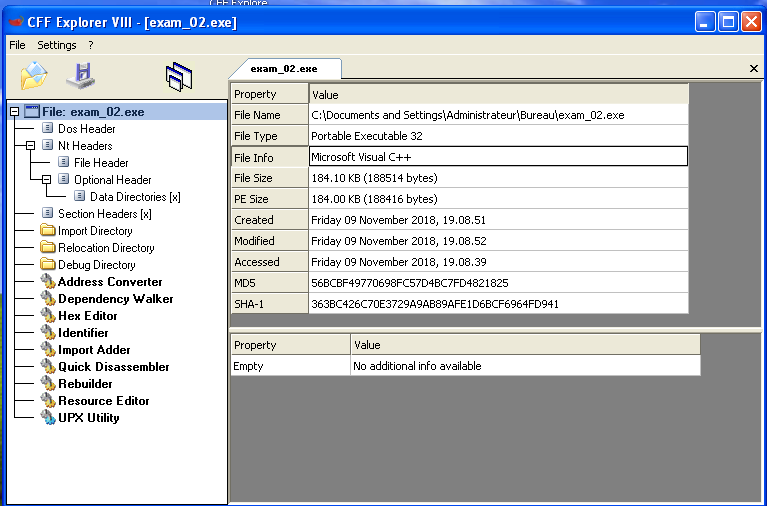 CFF Explore
CFF Explorer VIII - [exam_02.exe]
File Settings ?
exam_02.exe
File: exam_02.exe
Dos Header
Nt Headers
File Header
Optional Header
Data Directories [x]
Section Headers [x]
Import Directory
Relocation Directory
Debug Directory
Address Converter
Dependency Walker
Hex Editor
Identifier
Import Adder
Quick Disassembler
Rebuilder
Resource Editor
UPX Utility
Property Value
File Name C:\Documents and Settings\Administrateur\Bureau\exam_02.exe
File Type Portable Executable 32
File Info Microsoft Visual C++
File Size 184.10 KB (188514 bytes)
PE Size 184.00 KB (188416 bytes)
Created Friday 09 November 2018, 19.08.51
Modified Friday 09 November 2018, 19.08.52
Accessed Friday 09 November 2018, 19.08.39
MD5 56BCBF49770698FC57D4BC7FD4821825
SHA-1 363BC426C70E3729A9AB89AFE1D6BCF6964FD941
Property Value
Empty No additional info available